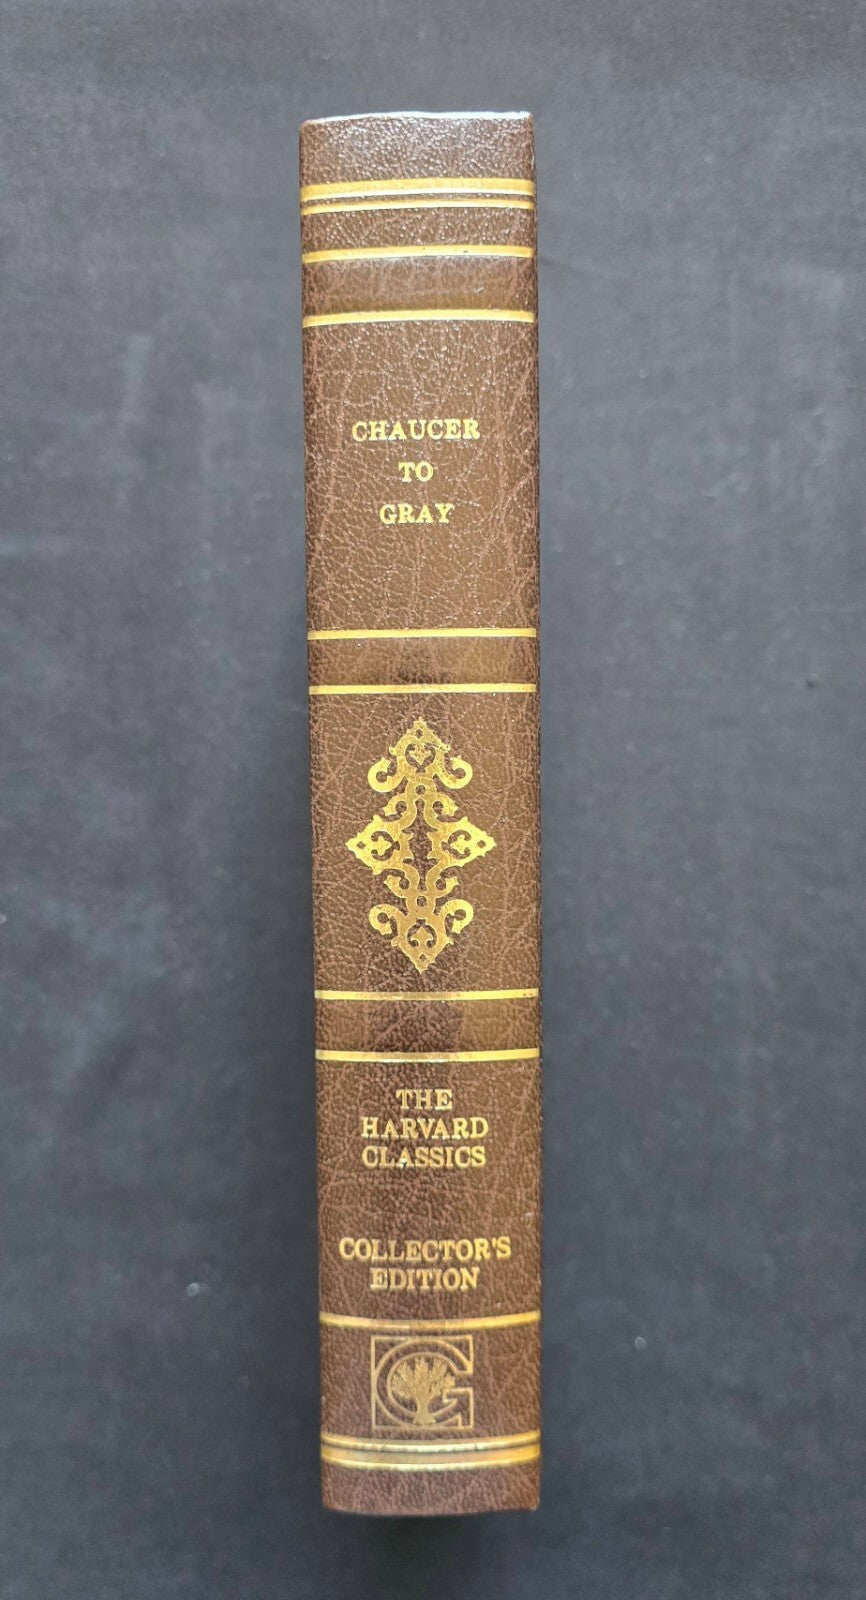 CHAUCER
TO
GRAY
THE
HARVARD
CLASSICS
COLLECTOR'S
EDITION
G